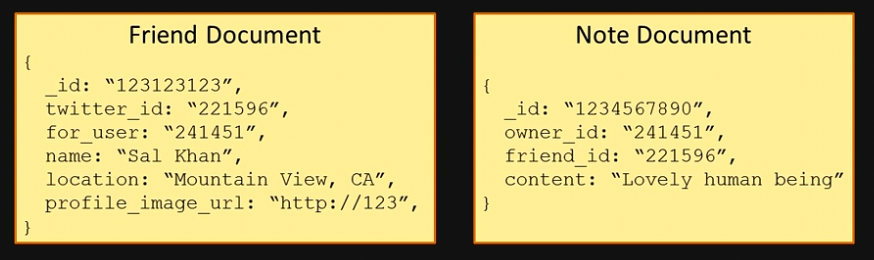 Friend Document
{
_id: “123123123”,
twitter_id: “221596”,
for_user: “241451”,
name: “Sal Khan”,
location: “Mountain View, CA”,
profile_image_url: “http://123”,
}
Note Document
{
_id: “1234567890”,
owner_id: “241451”,
friend_id: “221596”,
content: “Lovely human being”
}